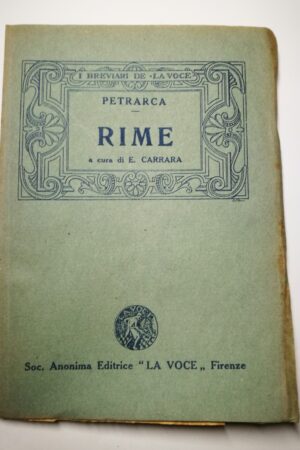 I BREVIARI DE "LA VOCE"
PETRARCA
RIME
a cura di E. CARRARA
Soc. Anonima Editrice "LA VOCE„ Firenze